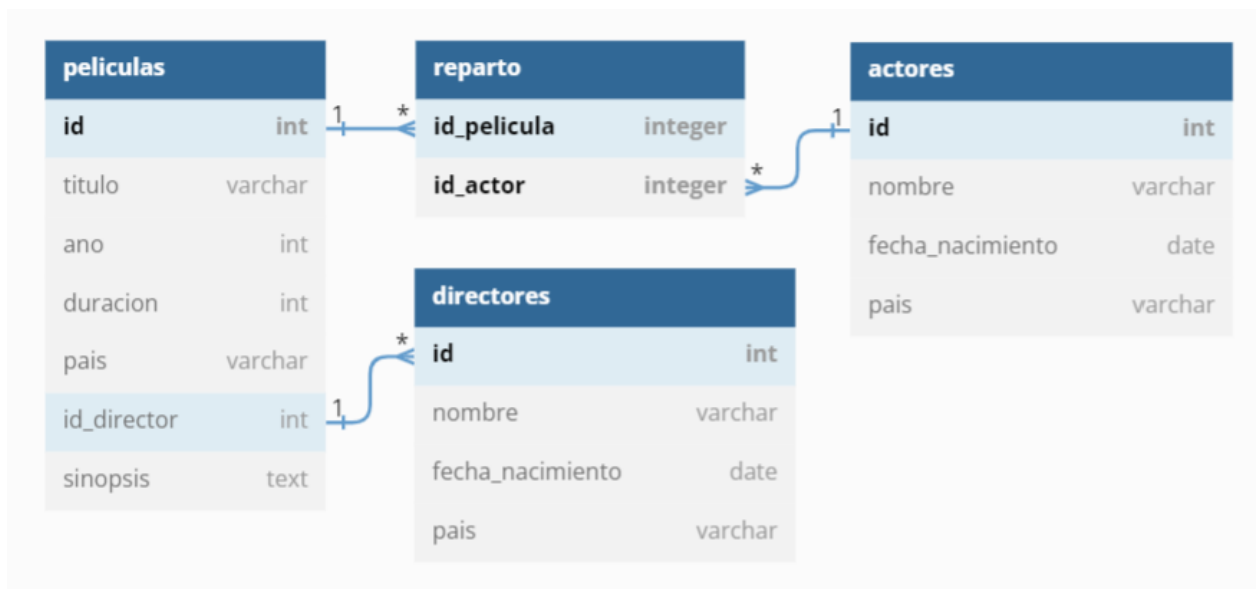 peliculas
id int
titulo varchar
ano int
duracion int
pais varchar
id_director int
sinopsis text
1 *
reparto
id_pelicula integer
id_actor integer
* 1
actores
id int
nombre varchar
fecha_nacimiento date
pais varchar
1 *
directores
id int
nombre varchar
fecha_nacimiento date
pais varchar